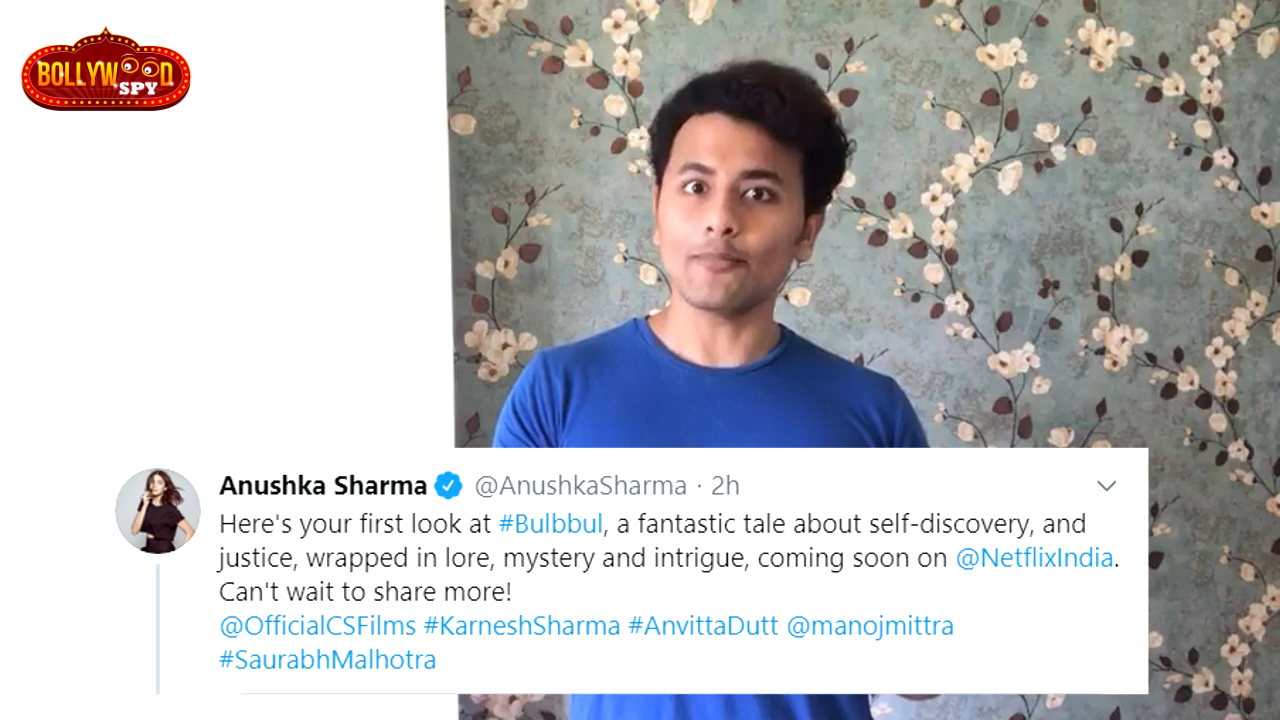 BOLLYWOOD
SPY
Anushka Sharma @AnushkaSharma · 2h
Here's your first look at #Bulbbul, a fantastic tale about self-discovery, and
justice, wrapped in lore, mystery and intrigue, coming soon on @NetflixIndia.
Can't wait to share more!
@OfficialCSFilms #KarneshSharma #AnvittaDutt @manojmittra
#SaurabhMalhotra